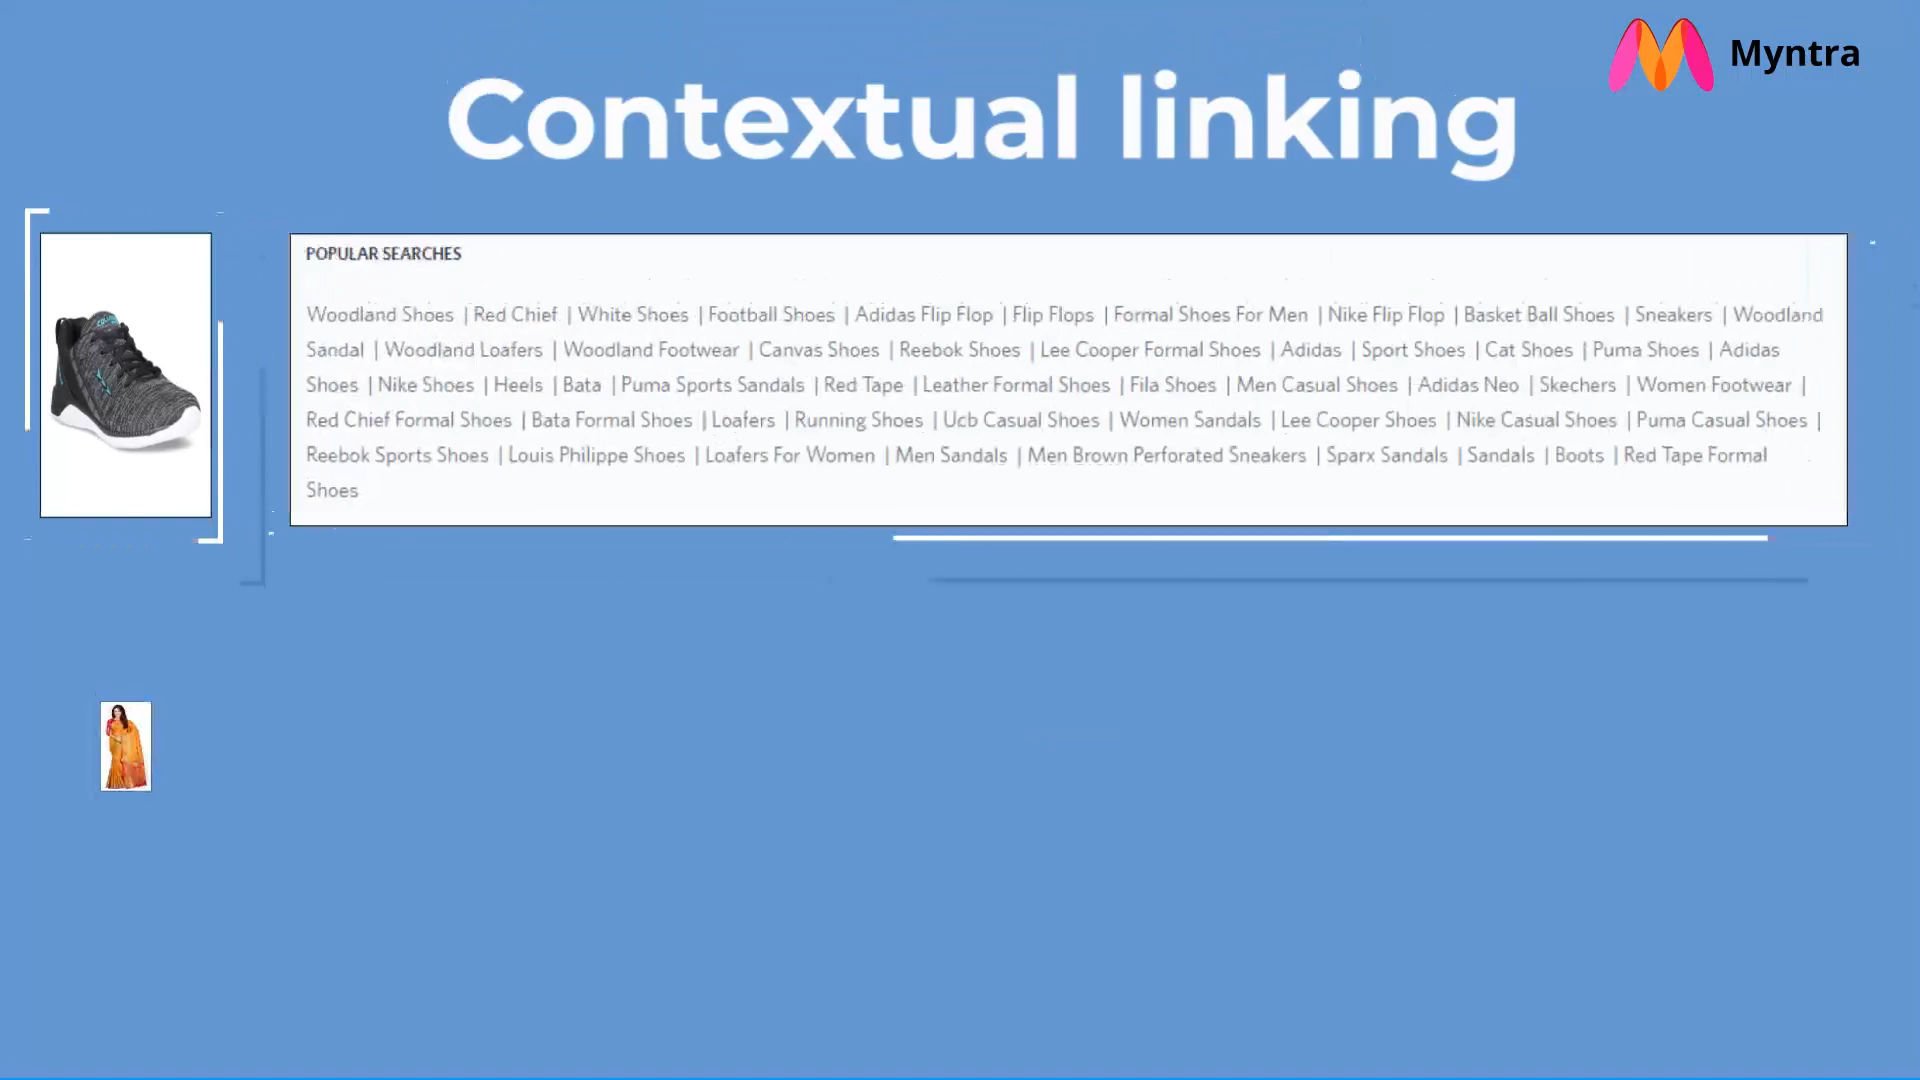 Myntra
Contextual linking
POPULAR SEARCHES
Woodland Shoes | Red Chief | White Shoes | Football Shoes | Adidas Flip Flop | Flip Flops | Formal Shoes For Men | Nike Flip Flop | Basket Ball Shoes | Sneakers | Woodland
Sandal | Woodland Loafers | Woodland Footwear | Canvas Shoes | Reebok Shoes | Lee Cooper Formal Shoes | Adidas | Sport Shoes | Cat Shoes | Puma Shoes | Adidas
Shoes | Nike Shoes | Heels | Bata | Puma Sports Sandals | Red Tape | Leather Formal Shoes | Fila Shoes | Men Casual Shoes | Adidas Neo | Skechers | Women Footwear |
Red Chief Formal Shoes | Bata Formal Shoes | Loafers | Running Shoes | Ucb Casual Shoes | Women Sandals | Lee Cooper Shoes | Nike Casual Shoes | Puma Casual Shoes |
Reebok Sports Shoes | Louis Philippe Shoes | Loafers For Women | Men Sandals | Men Brown Perforated Sneakers | Sparx Sandals | Sandals | Boots | Red Tape Formal
Shoes